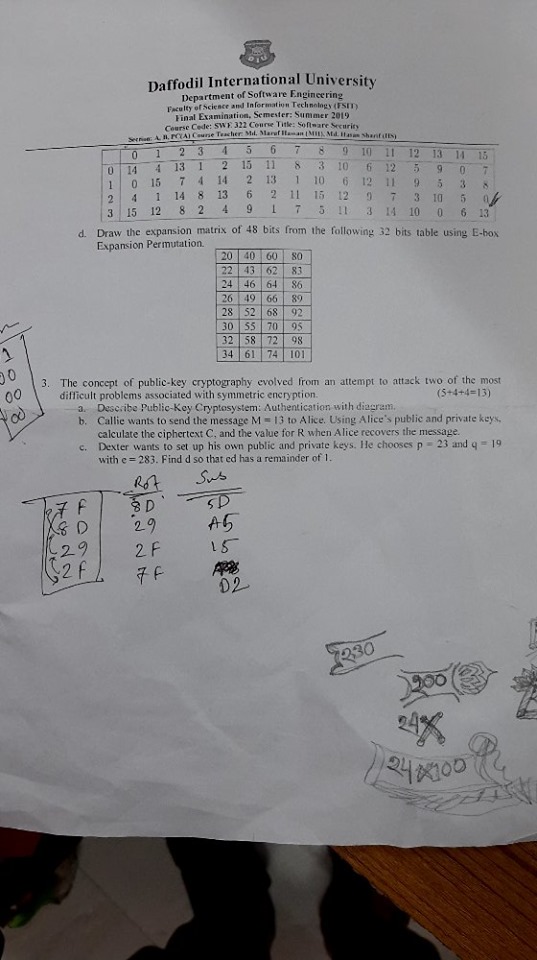 Daffodil International University
Department of Software Engineering
Faculty of Science and Information Technology (FSIT)
Final Examination, Semester: Summer 2019
Course Code: SWE 322 Course Title: Software Security
Section: A, B, PC(A) Course Teacher: Md. Maruf Hassan (MH), Md. Hasan Sharif (HS)
0 1 2 3 4 5 6 7 8 9 10 11 12 13 14 15
0 14 4 13 1 2 15 11 8 3 10 6 12 5 9 0 7
1 0 15 7 4 14 2 13 1 10 6 12 11 9 5 3 8
2 4 1 14 8 13 6 2 11 15 12 9 7 3 10 5 0
3 15 12 8 2 4 9 1 7 5 11 3 14 10 0 6 13
d. Draw the expansion matrix of 48 bits from the following 32 bits table using E-box
Expansion Permutation.
20 40 60 80
22 43 62 83
24 46 64 86
26 49 66 89
28 52 68 92
30 55 70 95
32 58 72 98
34 61 74 101
3. The concept of public-key cryptography evolved from an attempt to attack two of the most
difficult problems associated with symmetric encryption. (5+4+4=13)
a. Describe Public-Key Cryptosystem: Authentication with diagram.
b. Callie wants to send the message M = 13 to Alice. Using Alice's public and private keys,
calculate the ciphertext C, and the value for R when Alice recovers the message.
c. Dexter wants to set up his own public and private keys. He chooses p = 23 and q = 19
with e = 283. Find d so that ed has a remainder of 1.
Rot Sub
7F 8D 5D
8D 29 A5
29 2F 15
2F 7F
D2
7230
200
24X
24X100